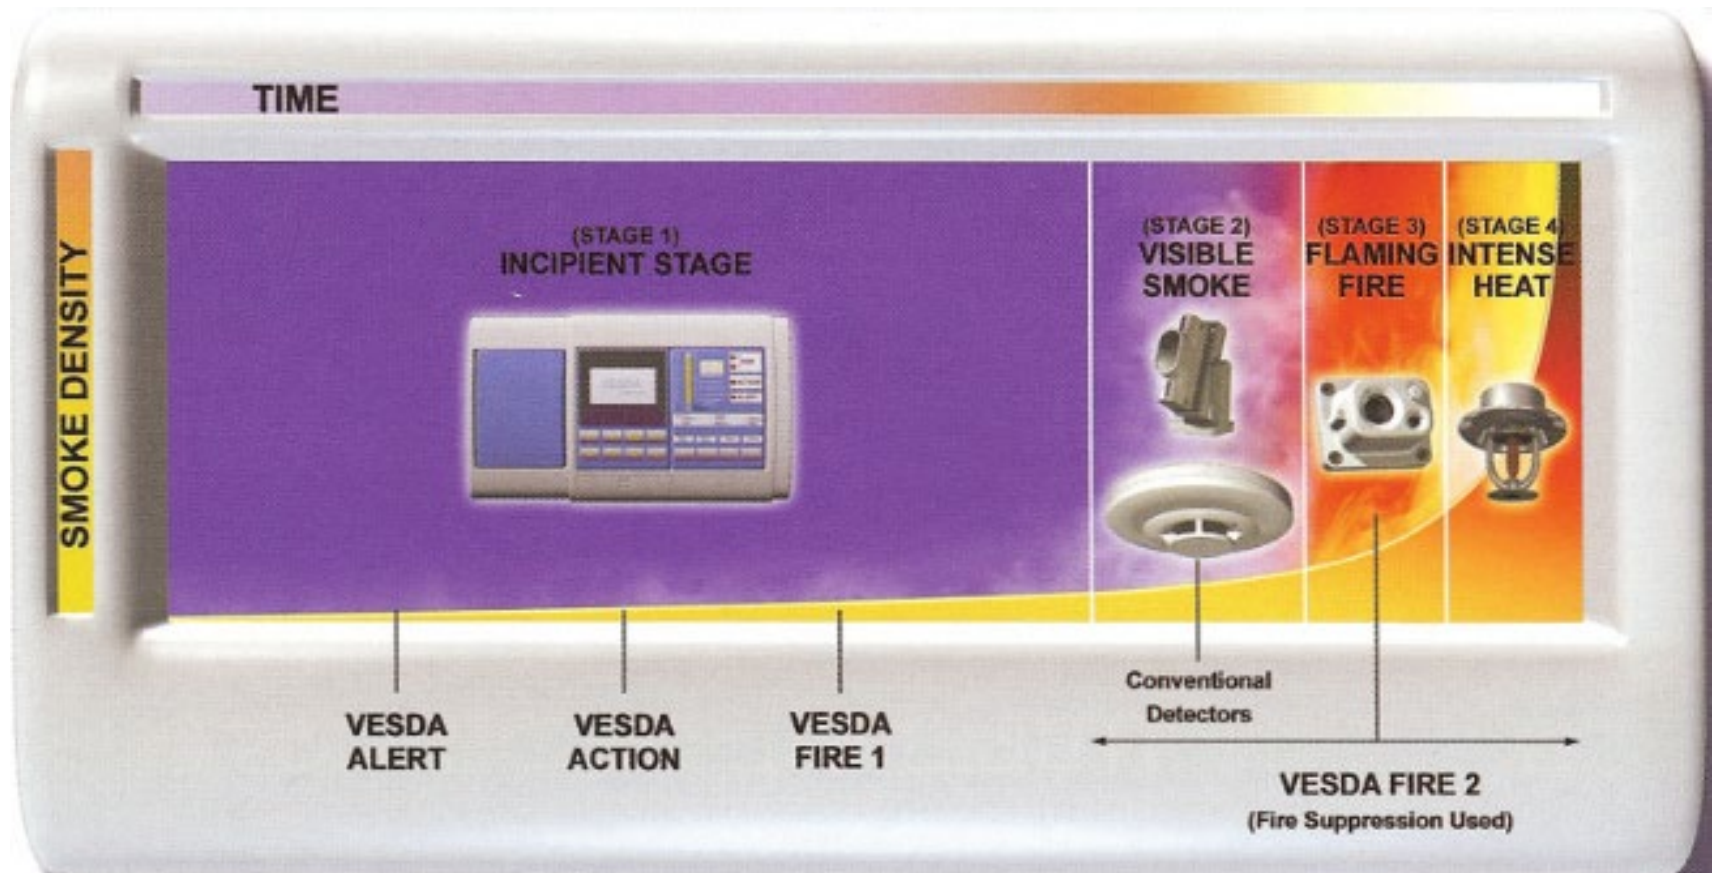 TIME
SMOKE DENSITY
(STAGE 1)
INCIPIENT STAGE
(STAGE 2)
VISIBLE
SMOKE
(STAGE 3)
FLAMING
FIRE
(STAGE 4)
INTENSE
HEAT
VESDA
ALERT
VESDA
ACTION
VESDA
FIRE 1
Conventional
Detectors
VESDA FIRE 2
(Fire Suppression Used)